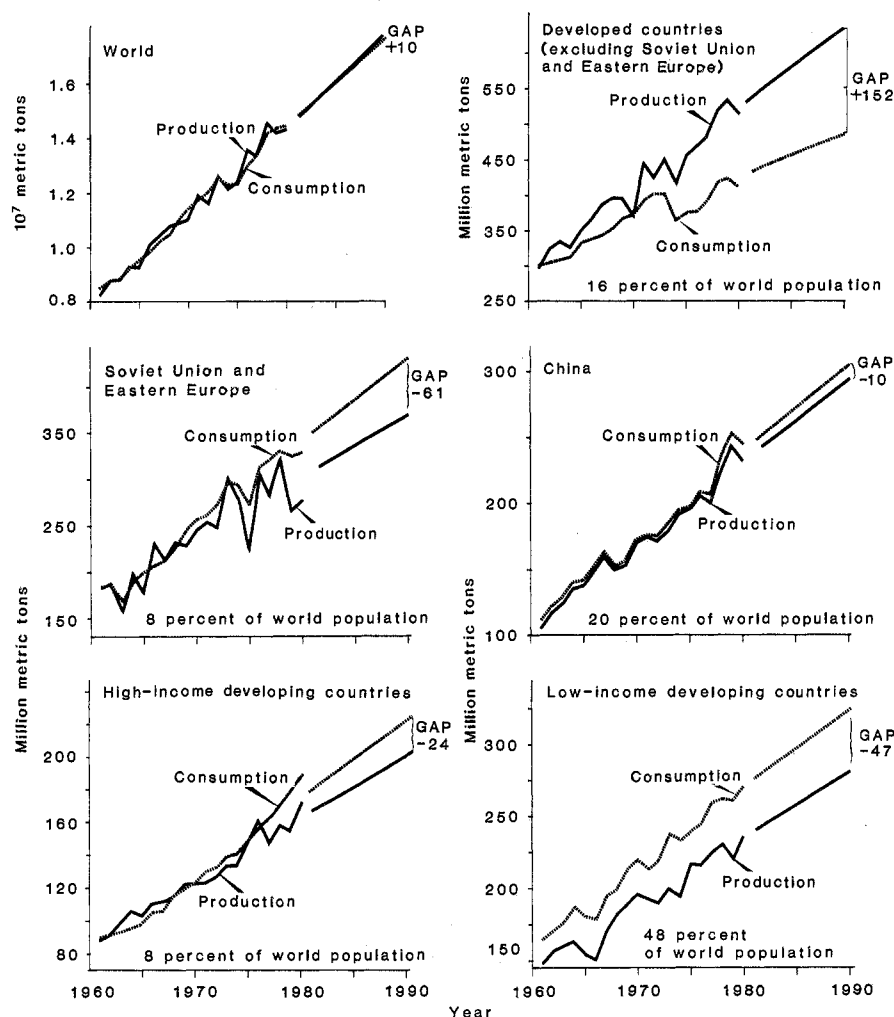 World
GAP
+10
10⁷ metric tons
1.6
1.4
1.2
1.0
0.8
Production
Consumption
Developed countries
(excluding Soviet Union
and Eastern Europe)
GAP
+152
Million metric tons
550
450
350
250
Production
Consumption
16 percent of world population
Soviet Union and
Eastern Europe
GAP
-61
350
250
150
Consumption
Production
8 percent of world population
China
GAP
-10
300
200
100
Consumption
Production
20 percent of world population
Million metric tons
Million metric tons
High-income developing countries
GAP
-24
200
160
120
80
Consumption
Production
8 percent of world population
1960
1970
1980
1990
Low-income developing countries
GAP
-47
300
250
200
150
Consumption
Production
48 percent
of world population
1960
1970
1980
1990
Year